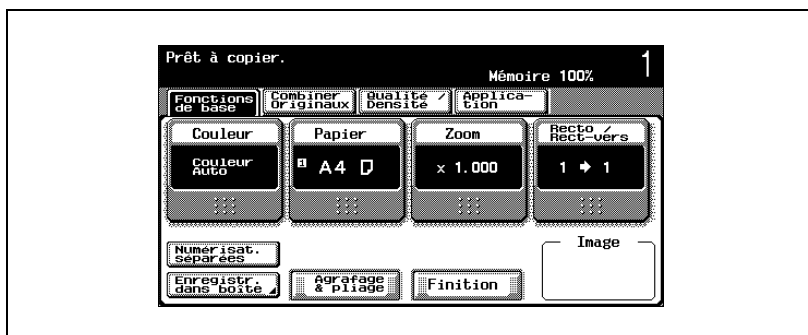 Prêt à copier.
1
Mémoire 100%
Fonctions
de base
Combiner
Originaux
Qualité /
Densité
Applica-
tion
Couleur
Papier
Zoom
Recto /
Rect-vers
Couleur
Auto
1 A4
x 1.000
1 → 1
Numérisat.
séparées
Image
Enregistr.
dans boîte
Agrafage
& pliage
Finition